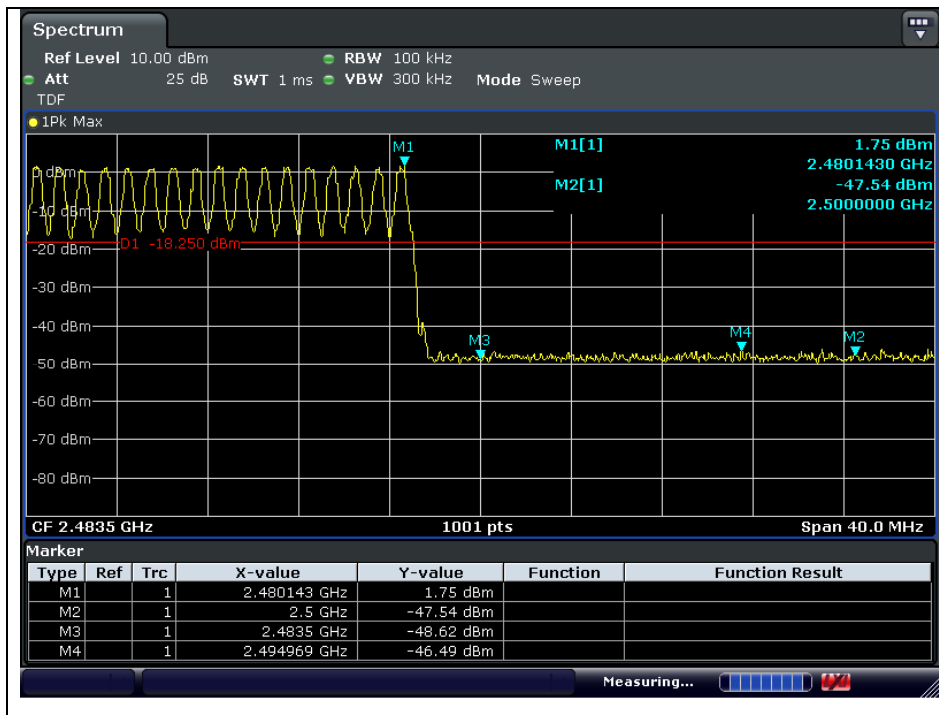 Spectrum
Ref Level 10.00 dBm RBW 100 kHz
Att 25 dB SWT 1 ms VBW 300 kHz Mode Sweep
TDF
1Pk Max
M1 M1[1] 1.75 dBm
2.4801430 GHz
0 dBm
M2[1] -47.54 dBm
-10 dBm 2.5000000 GHz
-20 dBm D1 -18.250 dBm
-30 dBm
-40 dBm
M3 M4 M2
-50 dBm
-60 dBm
-70 dBm
-80 dBm
CF 2.4835 GHz 1001 pts Span 40.0 MHz
Marker
Type Ref Trc X-value Y-value Function Function Result
M1 1 2.480143 GHz 1.75 dBm
M2 1 2.5 GHz -47.54 dBm
M3 1 2.4835 GHz -48.62 dBm
M4 1 2.494969 GHz -46.49 dBm
Measuring...